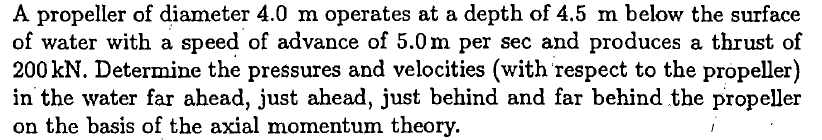 A propeller of diameter 4.0 m operates at a depth of 4.5 m below the surface
of water with a speed of advance of 5.0m per sec and produces a thrust of
200kN. Determine the pressures and velocities (with respect to the propeller)
in the water far ahead, just ahead, just behind and far behind the propeller
on the basis of the axial momentum theory.